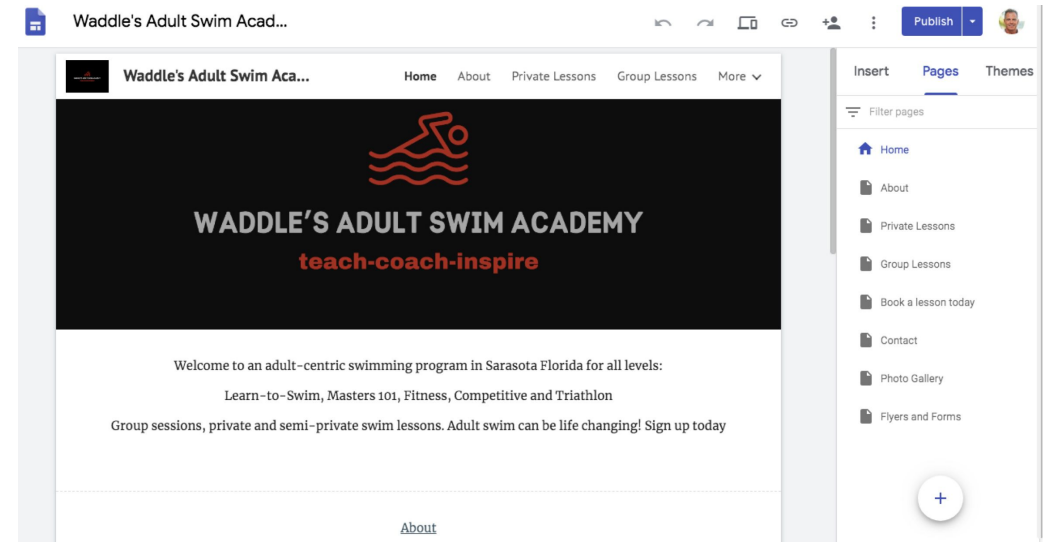 Waddle's Adult Swim Acad...
Publish
Waddle's Adult Swim Aca...
Home About Private Lessons Group Lessons More
WADDLE'S ADULT SWIM ACADEMY
teach-coach-inspire
Welcome to an adult-centric swimming program in Sarasota Florida for all levels:
Learn-to-Swim, Masters 101, Fitness, Competitive and Triathlon
Group sessions, private and semi-private swim lessons. Adult swim can be life changing! Sign up today
About
Insert Pages Themes
Filter pages
Home
About
Private Lessons
Group Lessons
Book a lesson today
Contact
Photo Gallery
Flyers and Forms